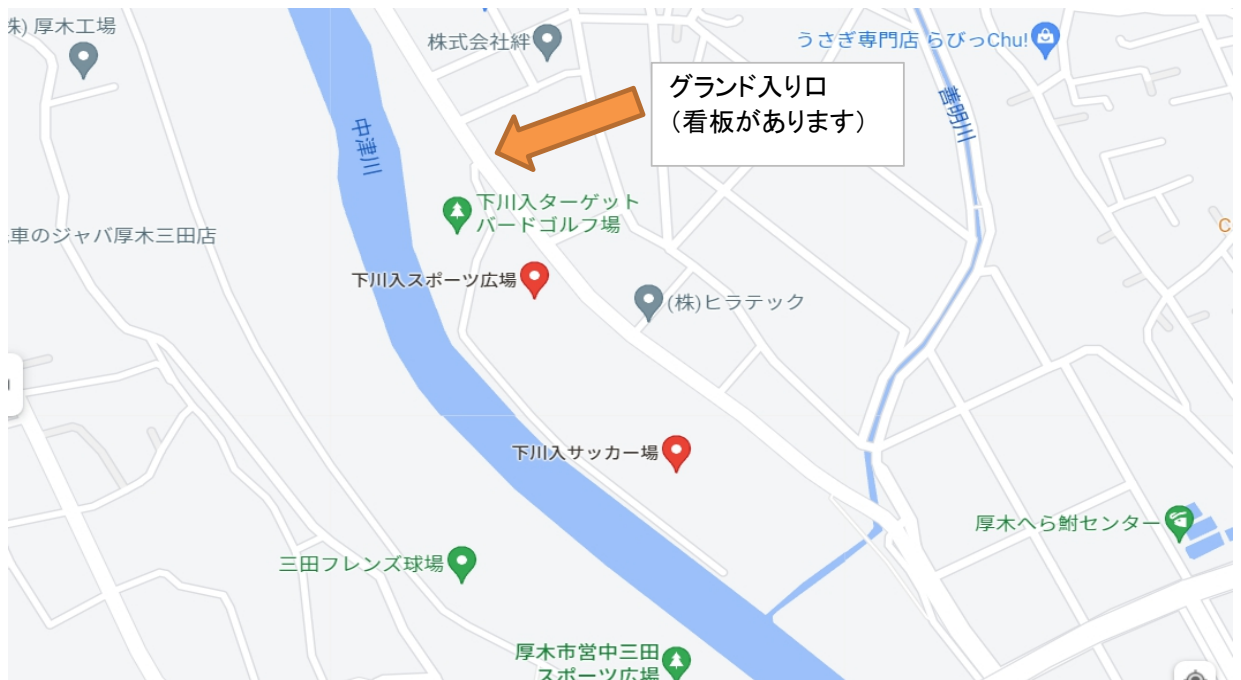 株) 厚木工場
株式会社絆
うさぎ専門店 らびっChu!
グランド入り口
（看板があります）
中津川
善明川
下川入ターゲット
バードゴルフ場
車のジャバ厚木三田店
下川入スポーツ広場
(株)ヒラテック
下川入サッカー場
厚木へら鮒センター
三田フレンズ球場
厚木市営中三田
スポーツ広場